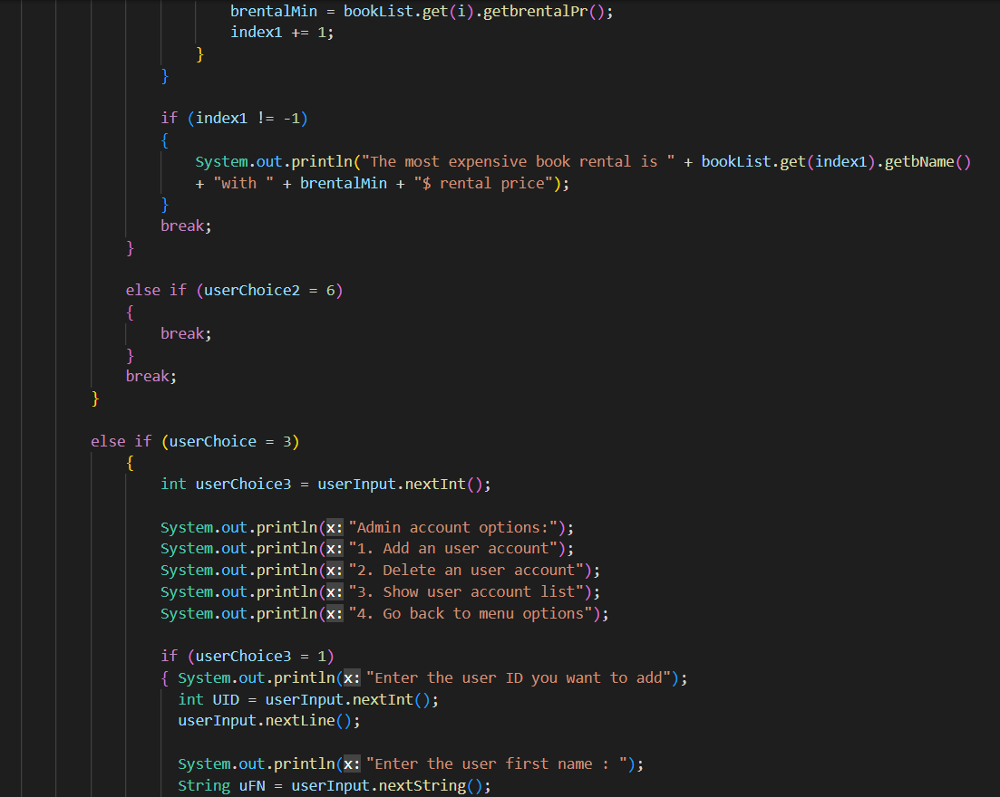 brentalMin = bookList.get(i).getbrentalPr();
index1 += 1;
}
}
if (index1 != -1)
{
System.out.println("The most expensive book rental is " + bookList.get(index1).getbName()
+ "with " + brentalMin + "$ rental price");
}
break;
}
else if (userChoice2 = 6)
{
break;
}
break;
}
else if (userChoice = 3)
{
int userChoice3 = userInput.nextInt();
System.out.println(x: "Admin account options:");
System.out.println(x: "1. Add an user account");
System.out.println(x: "2. Delete an user account");
System.out.println(x: "3. Show user account list");
System.out.println(x: "4. Go back to menu options");
if (userChoice3 = 1)
{ System.out.println(x: "Enter the user ID you want to add");
int UID = userInput.nextInt();
userInput.nextLine();
System.out.println(x: "Enter the user first name : ");
String uFN = userInput.nextString();